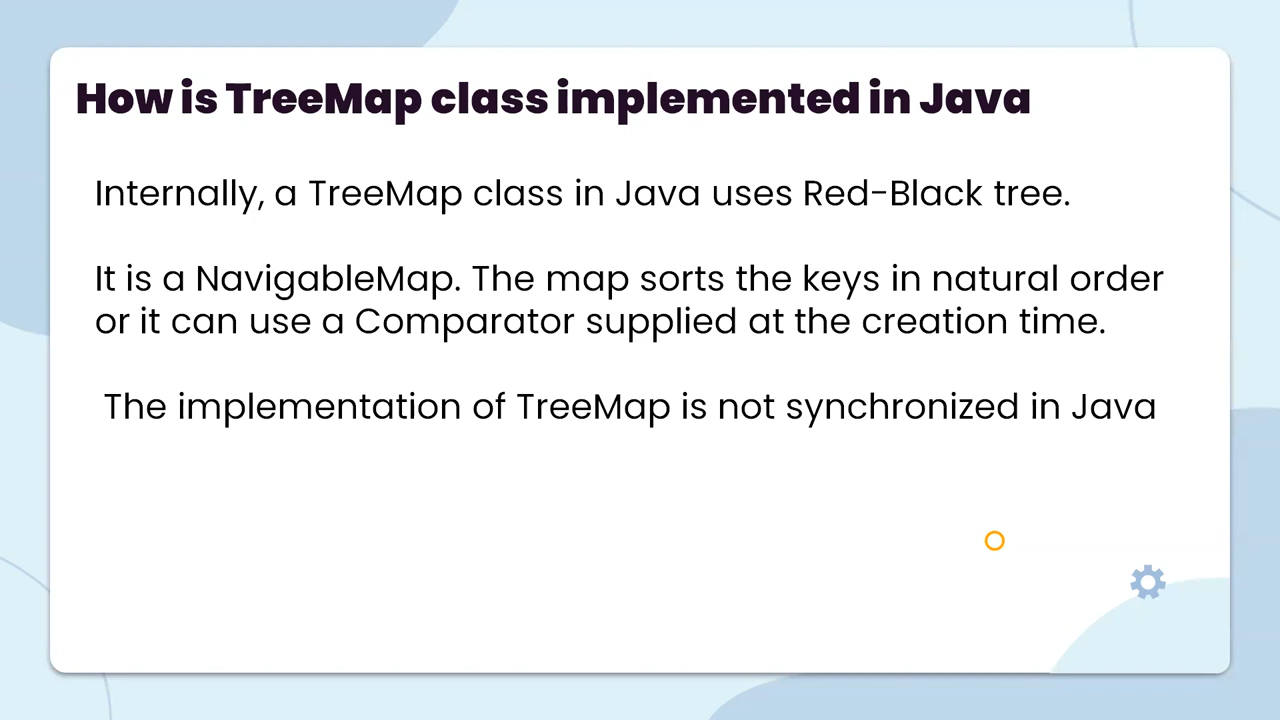 How is TreeMap class implemented in Java
Internally, a TreeMap class in Java uses Red-Black tree.
It is a NavigableMap. The map sorts the keys in natural order
or it can use a Comparator supplied at the creation time.
The implementation of TreeMap is not synchronized in Java